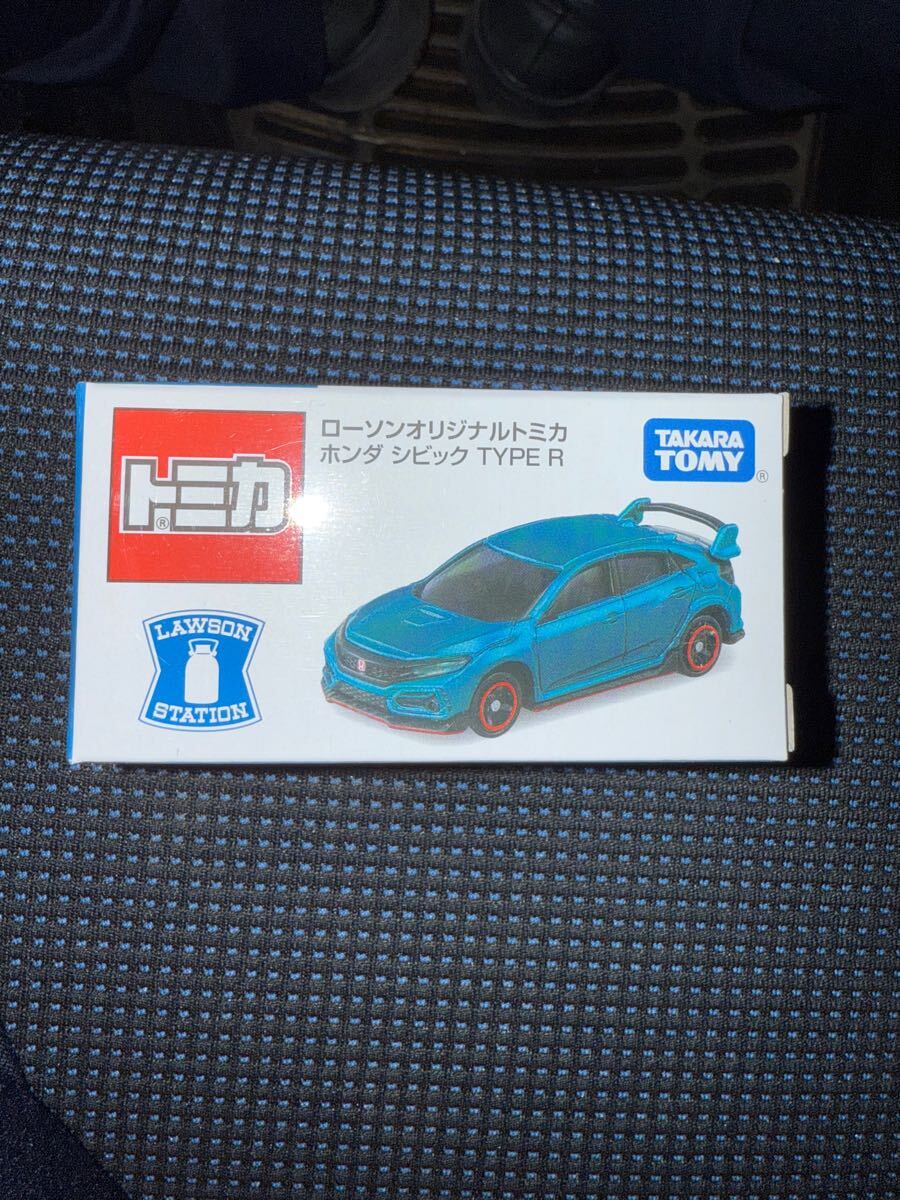 トミカ®
ローソンオリジナルトミカ
ホンダ シビック TYPE R
TAKARA
TOMY®
LAWSON
STATION